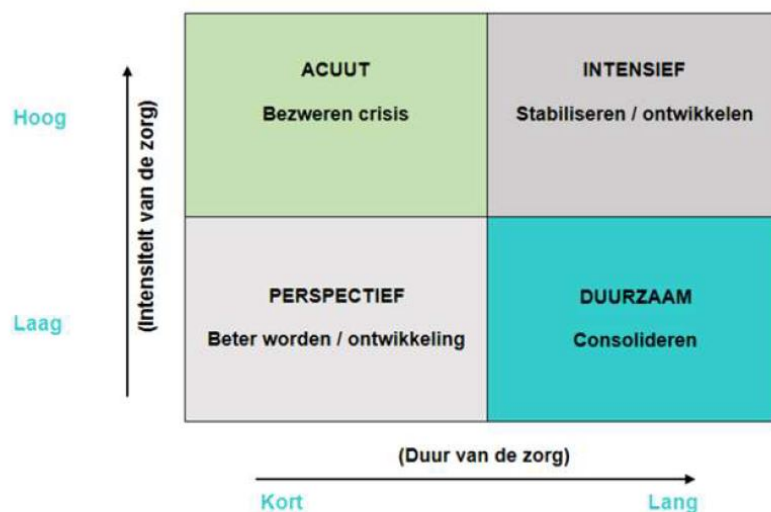 ACUUT
INTENSIEF
Hoog
Bezweren crisis
Stabiliseren / ontwikkelen
(Intensiteit van de zorg)
PERSPECTIEF
DUURZAAM
Laag
Beter worden / ontwikkeling
Consolideren
(Duur van de zorg)
Kort
Lang